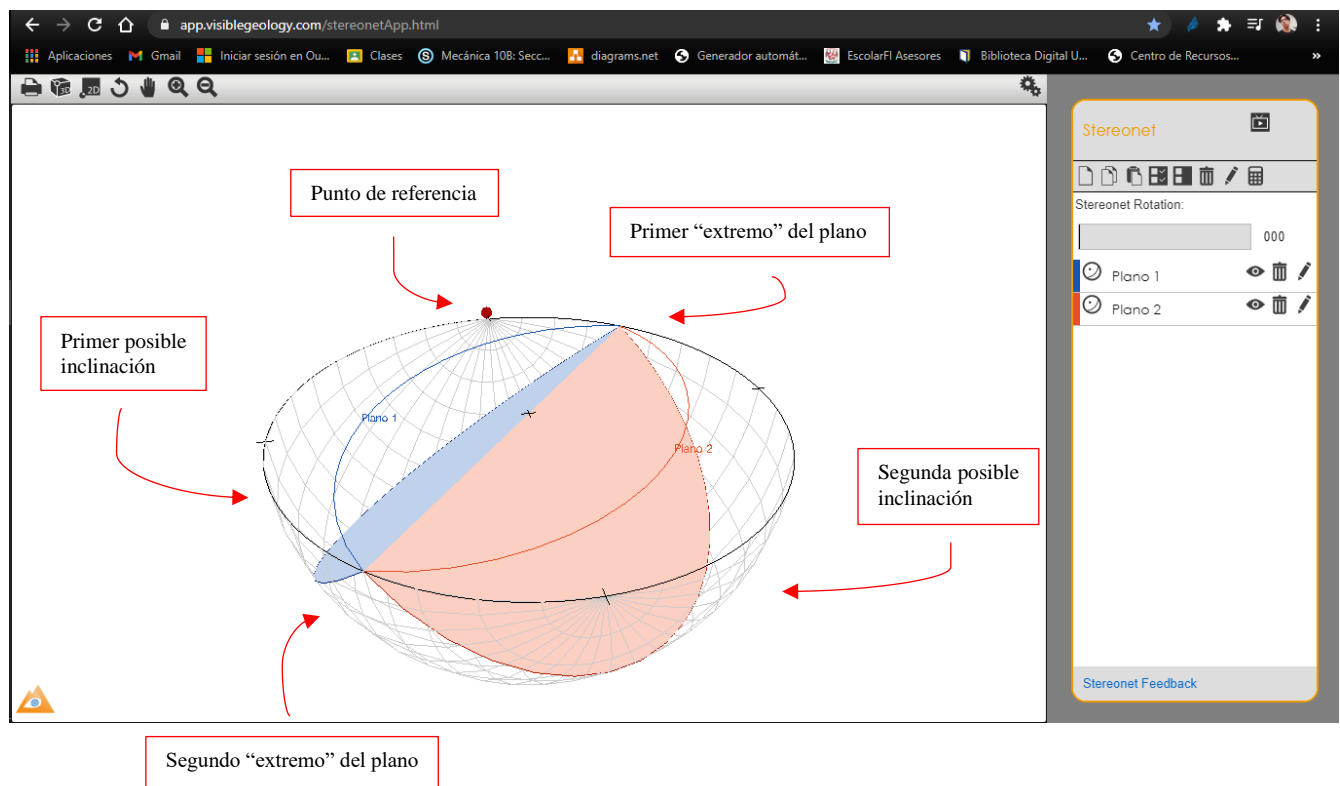 app.visiblegeology.com/stereonetApp.html
Aplicaciones Gmail Iniciar sesión en Ou... Clases Mecánica 10B: Secc... diagrams.net Generador automát... EscolarFI Asesores Biblioteca Digital U... Centro de Recursos... »
3D 2D
Stereonet
Stereonet Rotation:
000
Plano 1
Plano 2
Punto de referencia
Primer “extremo” del plano
Primer posible
inclinación
Plano 1
Plano 2
Segunda posible
inclinación
Stereonet Feedback
Segundo “extremo” del plano